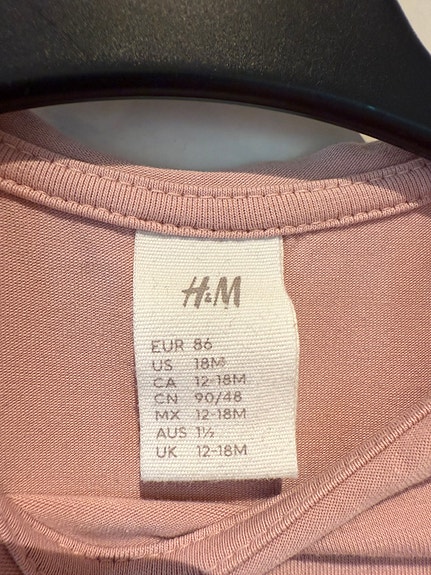 H&M
EUR 86
US 18M
CA 12-18M
CN 90/48
MX 12-18M
AUS 1½
UK 12-18M